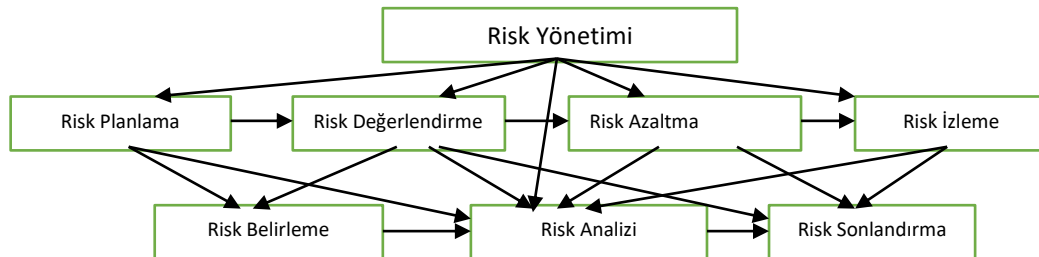 Risk Yönetimi
Risk Planlama
Risk Değerlendirme
Risk Azaltma
Risk İzleme
Risk Belirleme
Risk Analizi
Risk Sonlandırma